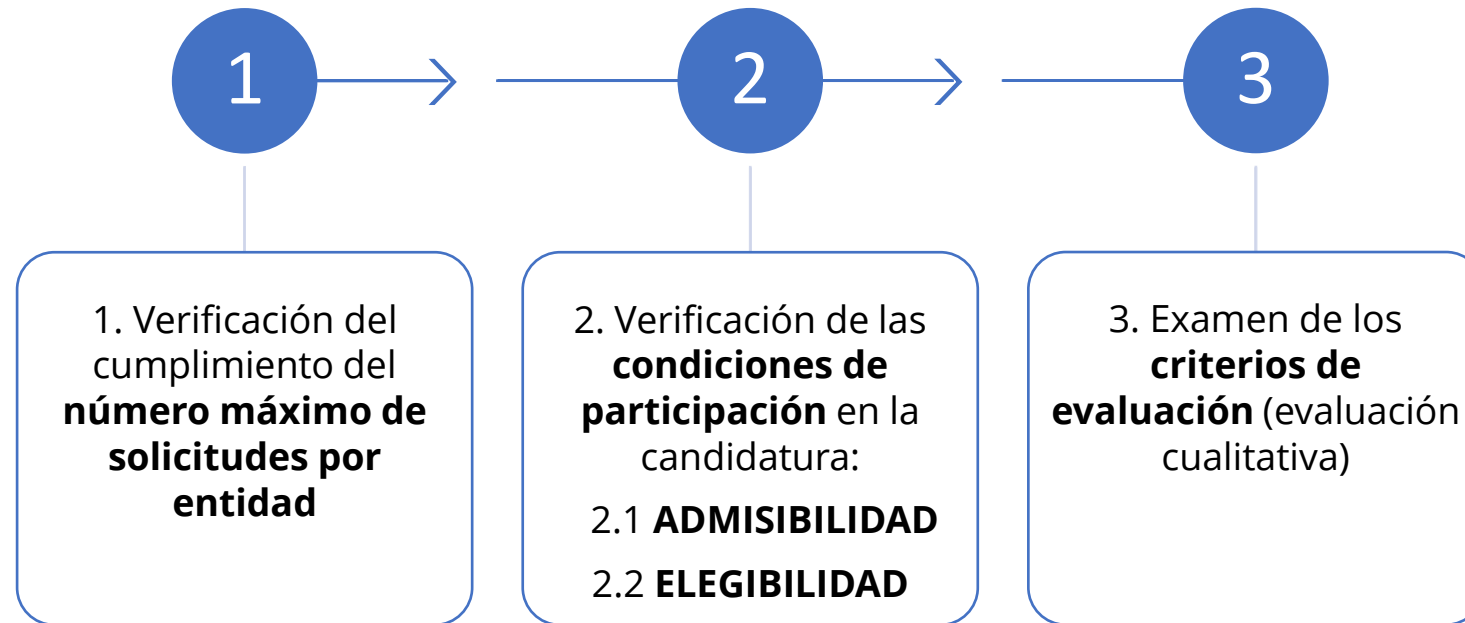 1
2
3
1. Verificación del
cumplimiento del
número máximo de
solicitudes por
entidad
2. Verificación de las
condiciones de
participación en la
candidatura:
2.1 ADMISIBILIDAD
2.2 ELEGIBILIDAD
3. Examen de los
criterios de
evaluación (evaluación
cualitativa)